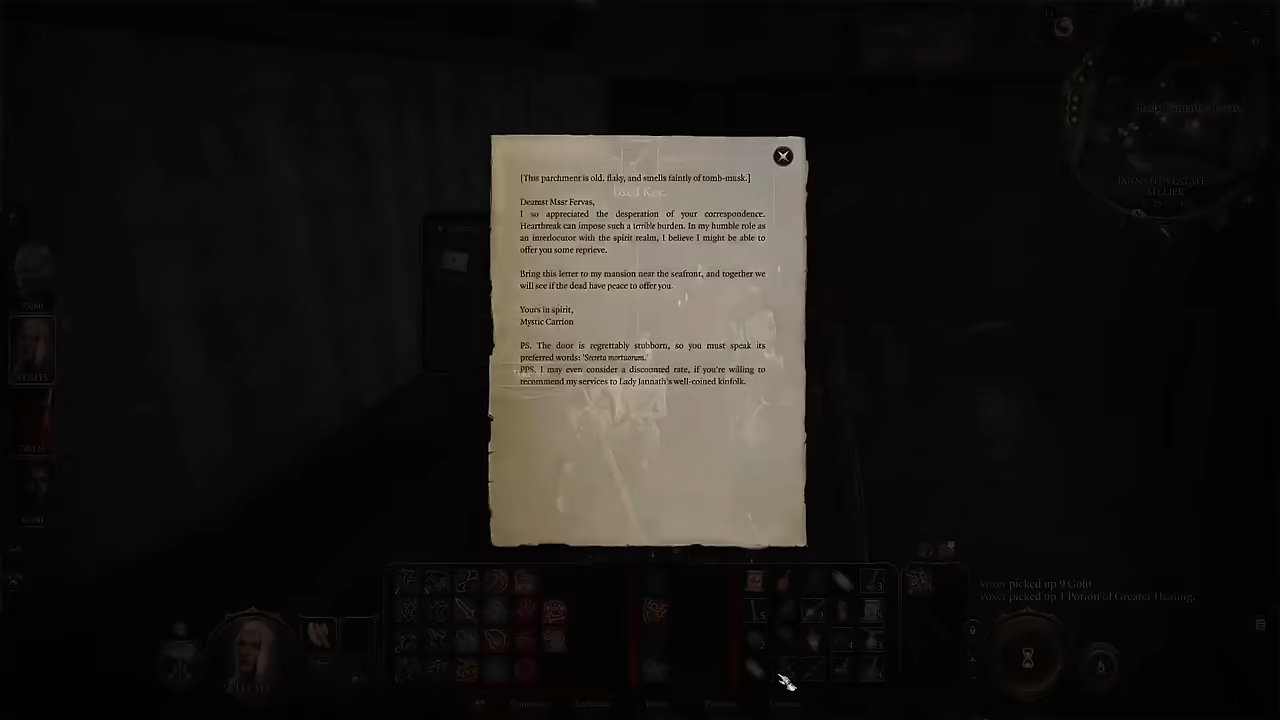 [This parchment is old, flaky, and smells faintly of tomb-musk.]
Used Key.
Dearest Mssr Fervas,
I so appreciated the desperation of your correspondence.
Heartbreak can impose such a terrible burden. In my humble role as
an interlocutor with the spirit realm, I believe I might be able to
offer you some reprieve.
Bring this letter to my mansion near the seafront, and together we
will see if the dead have peace to offer you.
Yours in spirit,
Mystic Carrion
PS. The door is regrettably stubborn, so you must speak its
preferred words: 'Secreta mortuorum.'
PPS. I may even consider a discounted rate, if you're willing to
recommend my services to Lady Jannath's well-coined kinfolk.
JANNATH'S ESTATE
ATELIER
Voxer picked up 9 Gold
Voxer picked up 1 Potion of Greater Healing.